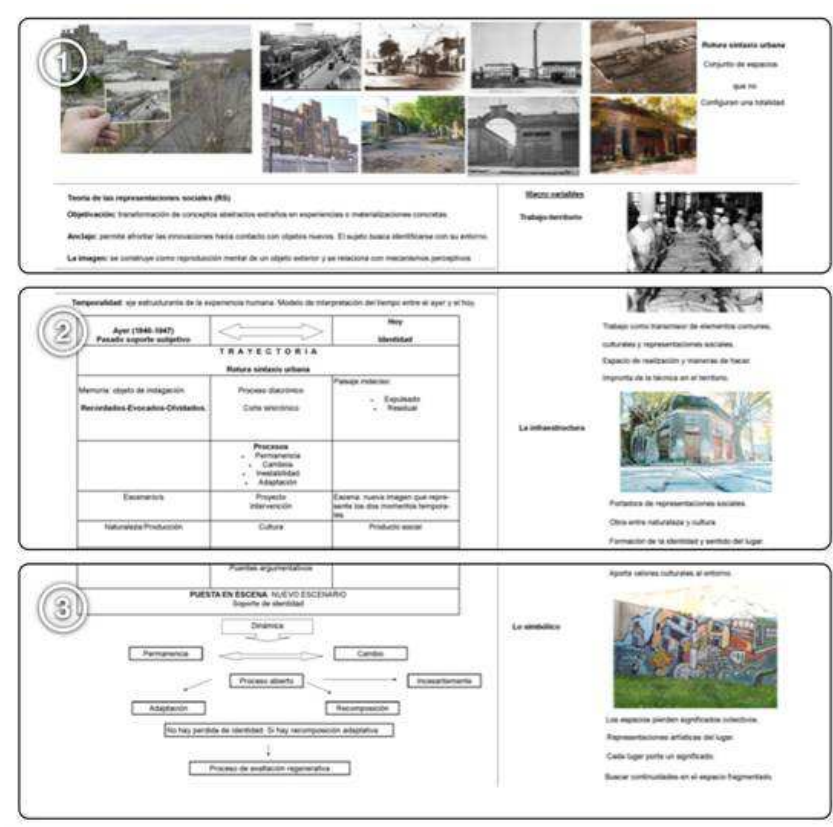 1
Rotura sintaxis urbana
Conjunto de espacios
que no
Configuran una totalidad
Teoría de las representaciones sociales (RS)
Objetivación: transformación de conceptos abstractos extraños en experiencias o materializaciones concretas.
Anclaje: permite afrontar las innovaciones hacia contacto con objetos nuevos. El sujeto busca identificarse con su entorno.
La imagen: se construye como reproducción mental de un objeto exterior y se relaciona con mecanismos perceptivos.
Macro variables
Trabajo-territorio
2
Temporalidad: eje estructurante de la experiencia humana. Modelo de interpretación del tiempo entre el ayer y el hoy.
Ayer (1940-1947)
Pasado soporte subjetivo
Hoy
Identidad
TRAYECTORIA
Rotura sintaxis urbana
Memoria: objeto de indagación
Recordados-Evocados-Olvidados.
Proceso diacrónico
Corte sincrónico
Paisaje indeciso:
Expulsado
Residual
Procesos
Permanencia
Cambios
Inestabilidad
Adaptación
Escenario/s
Proyecto
Intervención
Escena: nueva imagen que repre-
sente los dos momentos tempora-
les.
Naturaleza/Producción
Cultura
Producto social
Trabajo como transmisor de elementos comunes,
culturales y representaciones sociales.
Espacio de realización y maneras de hacer.
Impronta de la técnica en el territorio.
La infraestructura
Portadora de representaciones sociales.
Obra entre naturaleza y cultura
Formación de la identidad y sentido del lugar.
3
Puentes argumentativos
PUESTA EN ESCENA: NUEVO ESCENARIO
Soporte de identidad
Dinámica
Permanencia
Cambio
Proceso abierto
Incesantemente
Adaptación
Recomposición
No hay perdida de identidad. Si hay recomposición adaptativa
Proceso de exaltación regenerativa
Aporta valores culturales al entorno.
Lo simbólico
Los espacios pierden significados colectivos.
Representaciones artísticas del lugar.
Cada lugar porta un significado.
Buscar continuidades en el espacio fragmentado.